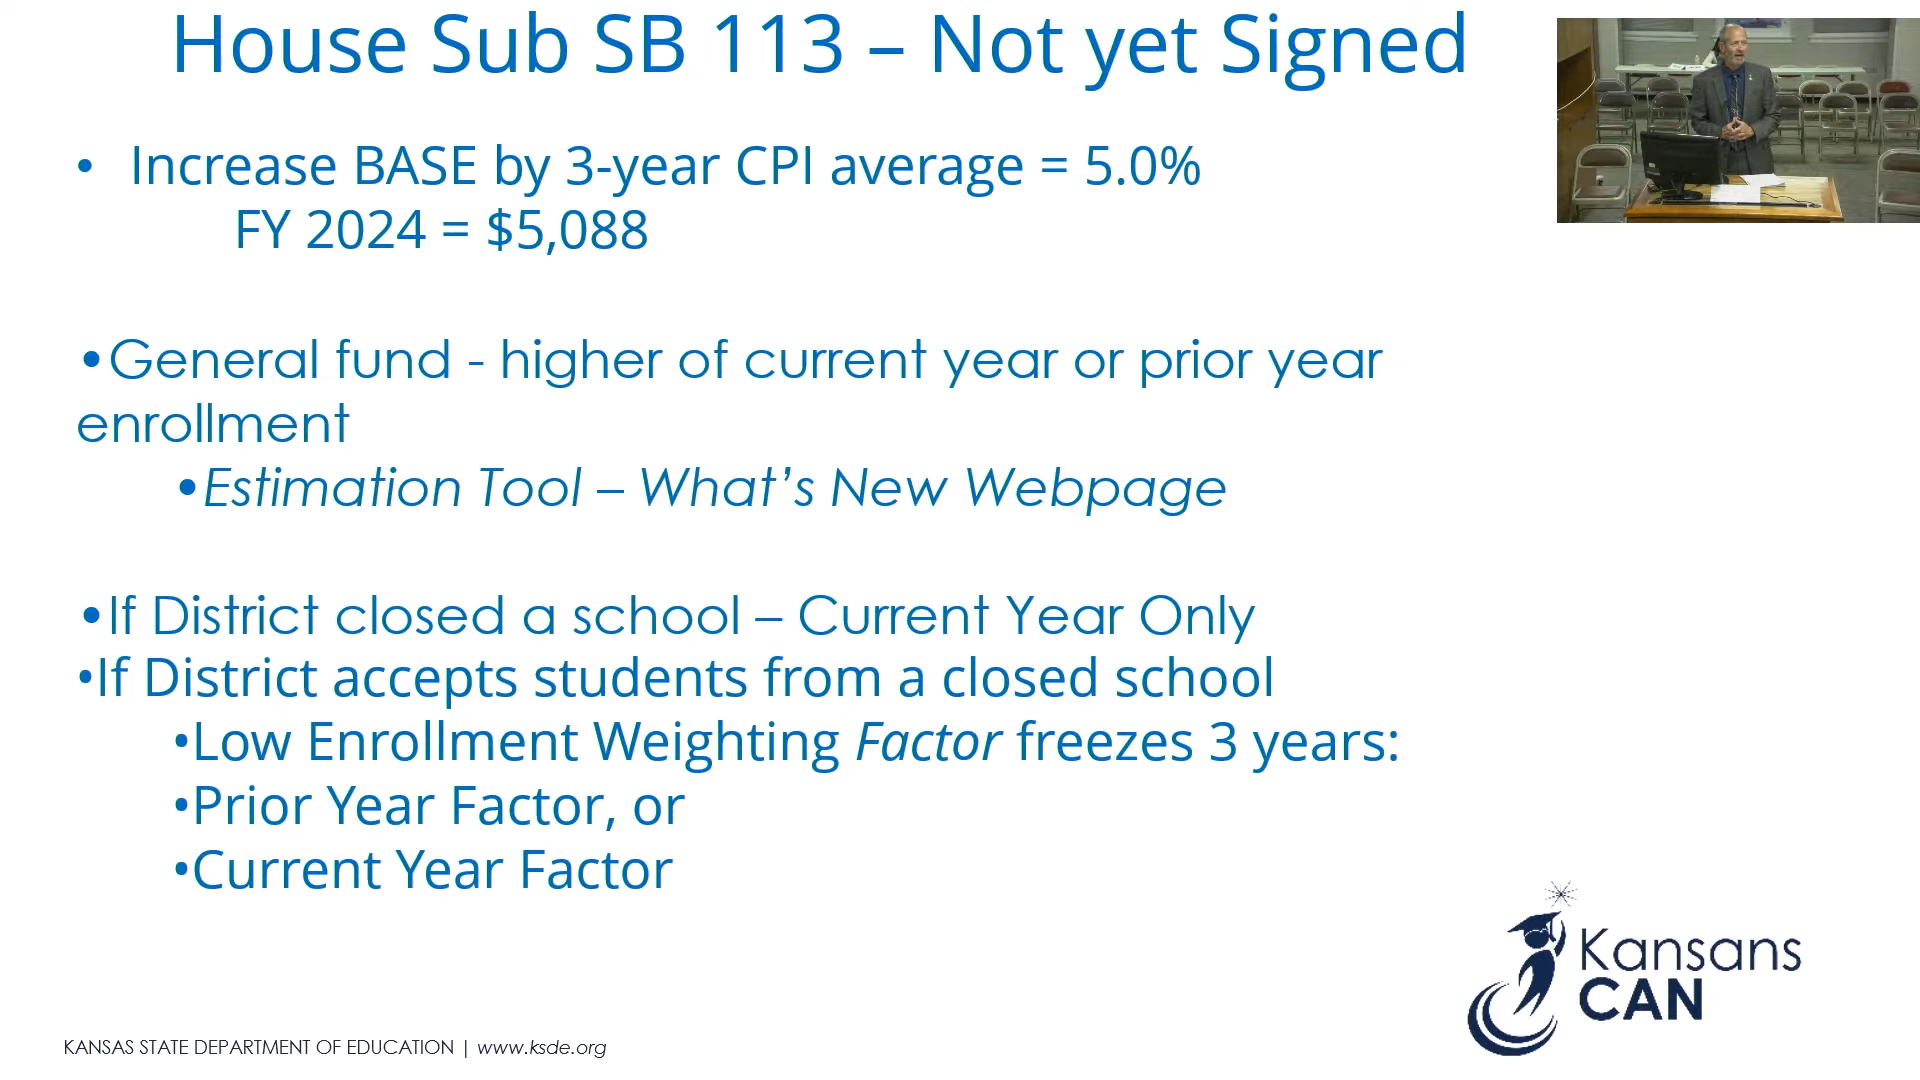 House Sub SB 113 – Not yet Signed
• Increase BASE by 3-year CPI average = 5.0%
FY 2024 = $5,088
•General fund - higher of current year or prior year
enrollment
•Estimation Tool – What’s New Webpage
•If District closed a school – Current Year Only
•If District accepts students from a closed school
•Low Enrollment Weighting Factor freezes 3 years:
•Prior Year Factor, or
•Current Year Factor
Kansans
CAN
KANSAS STATE DEPARTMENT OF EDUCATION | www.ksde.org